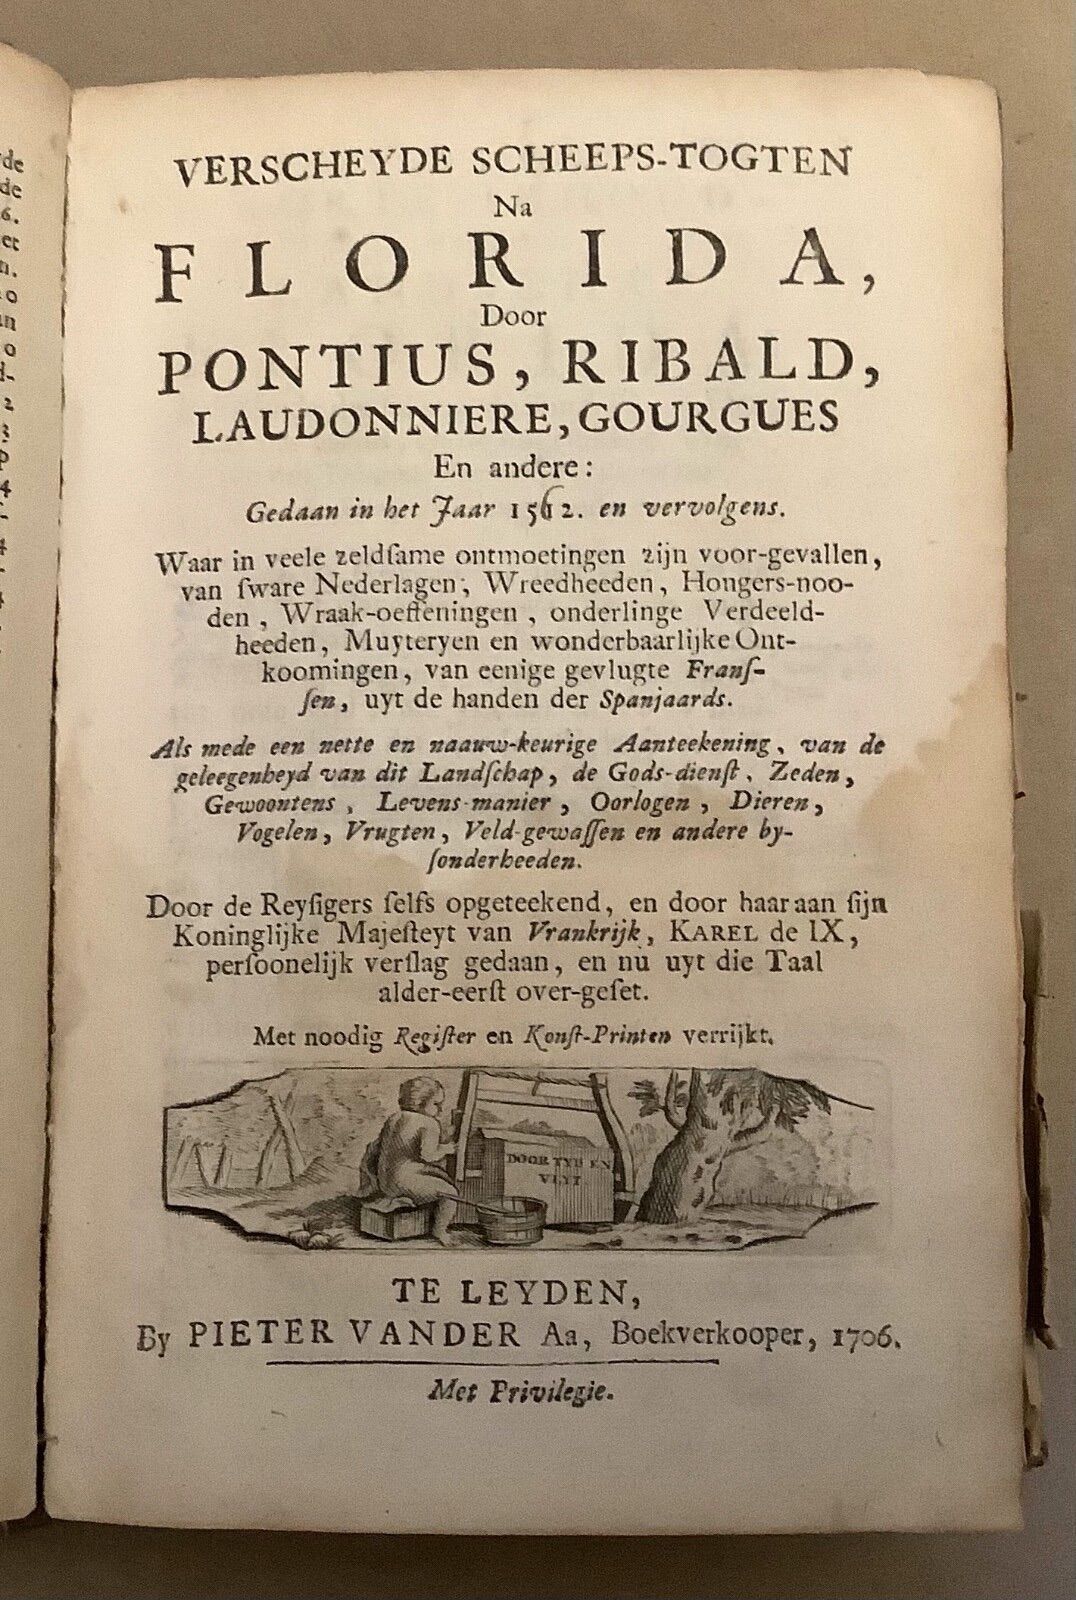 VERSCHEYDE SCHEEPS-TOGTEN
Na
FLORIDA,
Door
PONTIUS, RIBALD,
LAUDONNIERE, GOURGUES
En andere:
Gedaan in het Jaar 1562. en vervolgens.
Waar in veele zeldſame ontmoetingen zijn voor-gevallen,
van ſware Nederlagen, Wreedheeden, Hongers-noo-
den, Wraak-oeffeningen, onderlinge Verdeeld-
heeden, Muyteryen en wonderbaarlijke Ont-
koomingen, van eenige gevlugte Franſ-
ſen, uyt de handen der Spanjaards.
Als mede een nette en naauw-keurige Aanteekening, van de
geleegenheyd van dit Landſchap, de Gods-dienſt, Zeden,
Gewoontens, Levens-manier, Oorlogen, Dieren,
Vogelen, Vrugten, Veld-gewaſſen en andere by-
ſonderheeden.
Door de Reyſigers ſelfs opgeteekend, en door haar aan ſijn
Koninglijke Majeſteyt van Vrankrijk, KAREL de IX,
perſoonelijk verſlag gedaan, en nu uyt die Taal
alder-eerſt over-geſet.
Met noodig Regiſter en Konſt-Printen verrijkt.
DOOR TYD EN
VLYT
TE LEYDEN,
By PIETER VANDER Aa, Boekverkooper, 1706.
Met Privilegie.